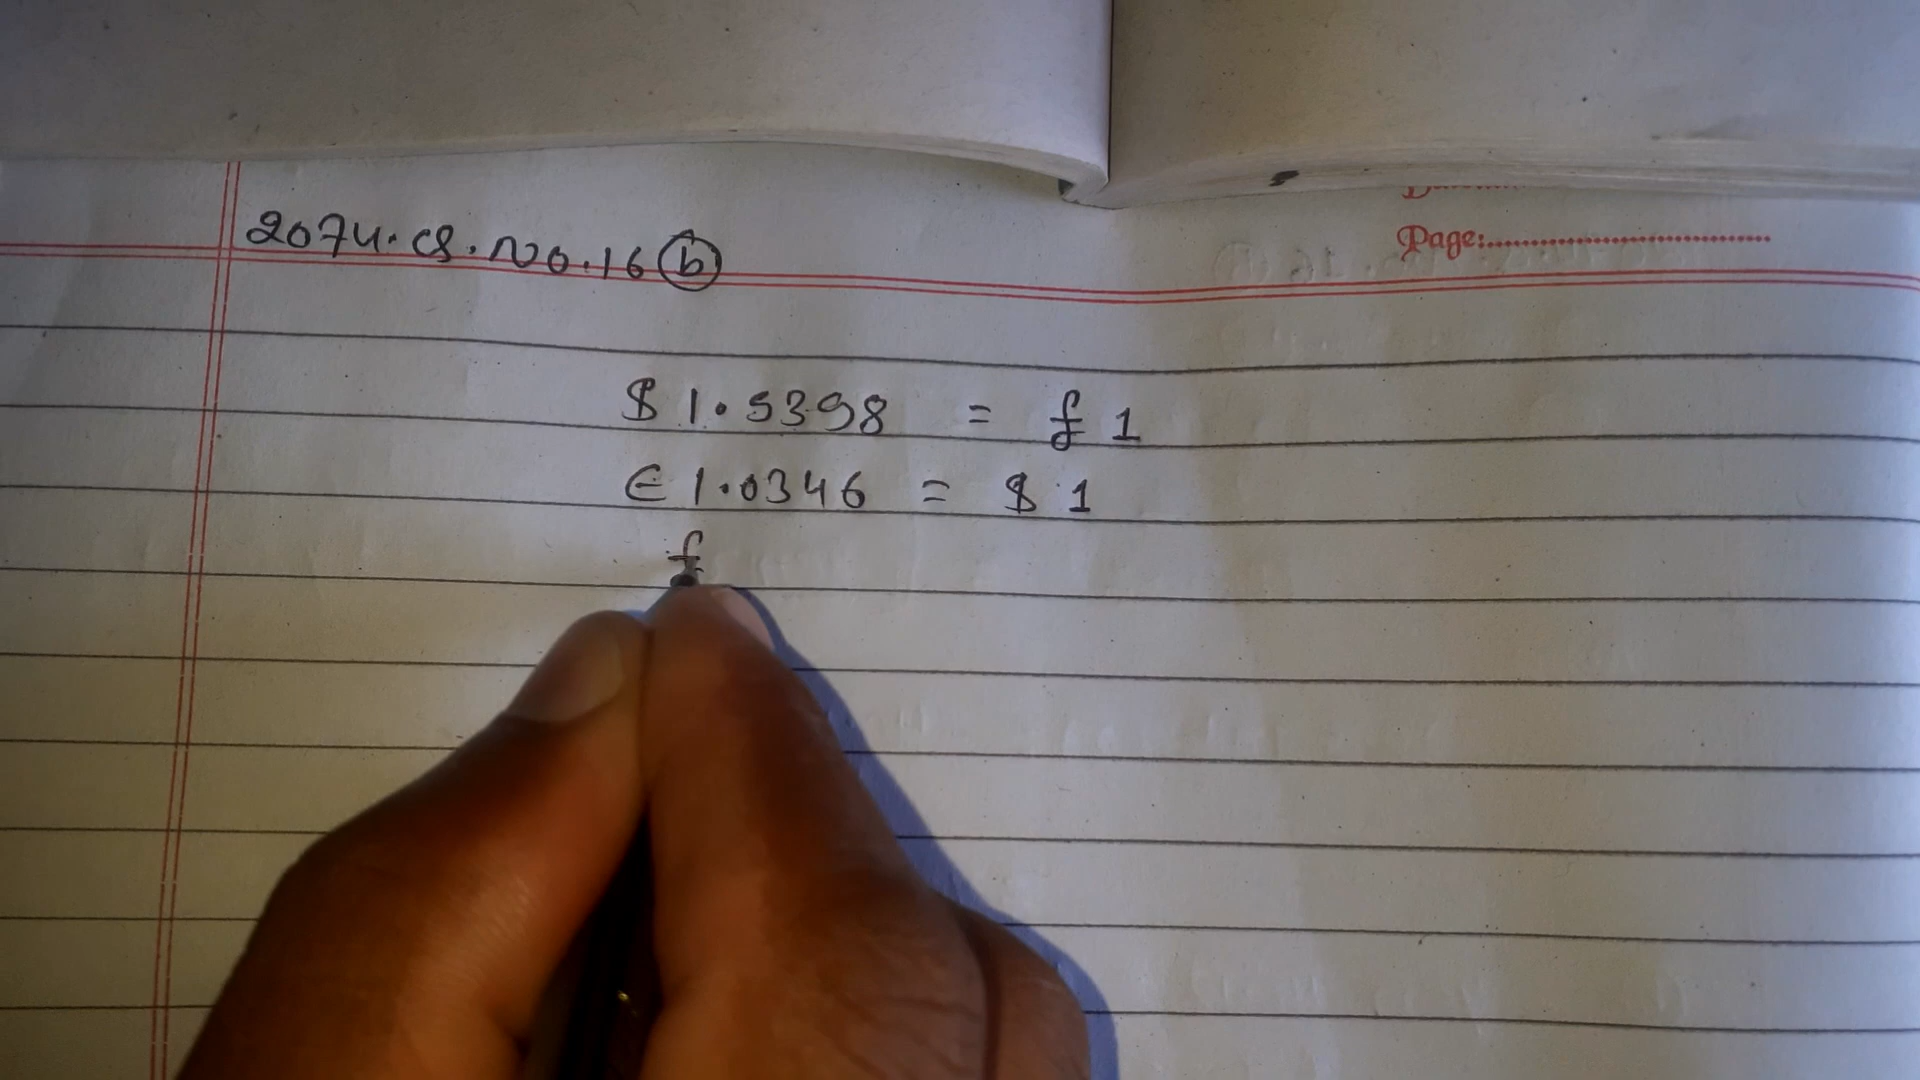 Page:
2074. Q. No. 16 (b)
$ 1.5398 = £ 1
€ 1.0346 = $ 1
£